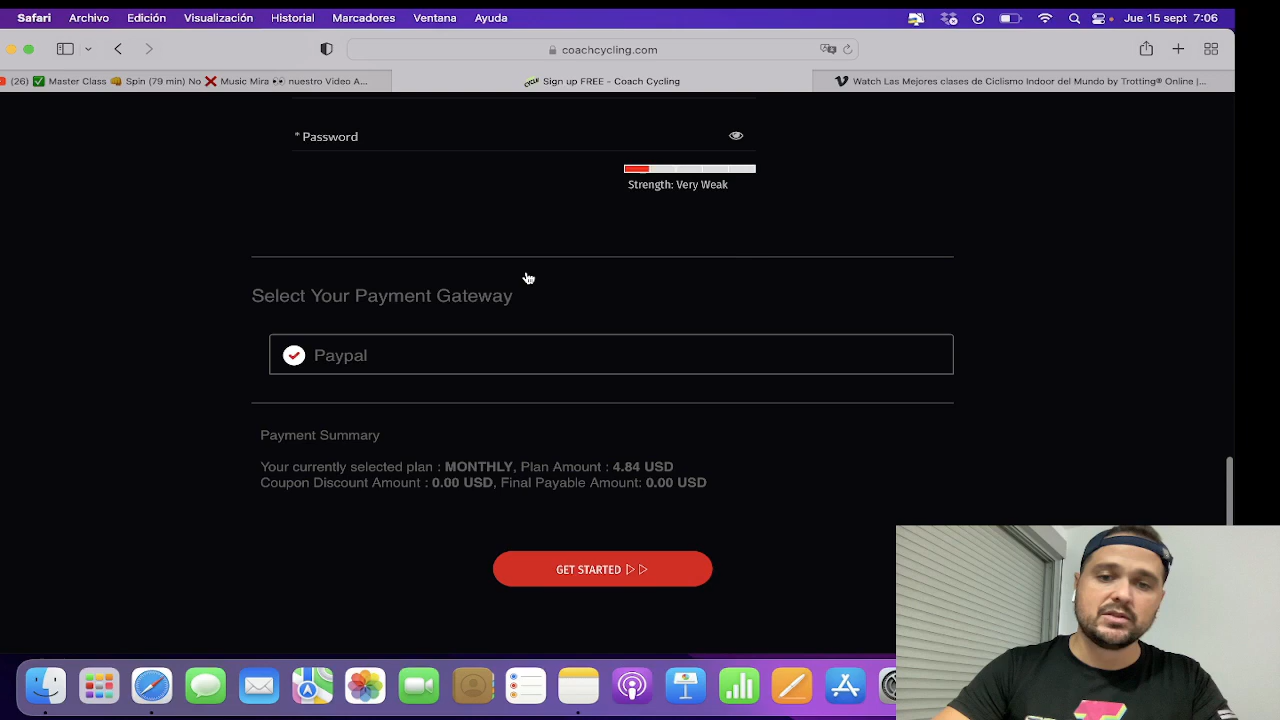 Safari Archivo Edición Visualización Historial Marcadores Ventana Ayuda Jue 15 sept 7:06
coachcycling.com
(26) ✅ Master Class 👊 Spin (79 min) No ❌ Music Mira 👀 nuestro Video A... Sign up FREE - Coach Cycling Watch Las Mejores clases de Ciclismo Indoor del Mundo by Trotting® Online |...
* Password
Strength: Very Weak
Select Your Payment Gateway
Paypal
Payment Summary
Your currently selected plan : MONTHLY, Plan Amount : 4.84 USD
Coupon Discount Amount : 0.00 USD, Final Payable Amount: 0.00 USD
GET STARTED ▷▷